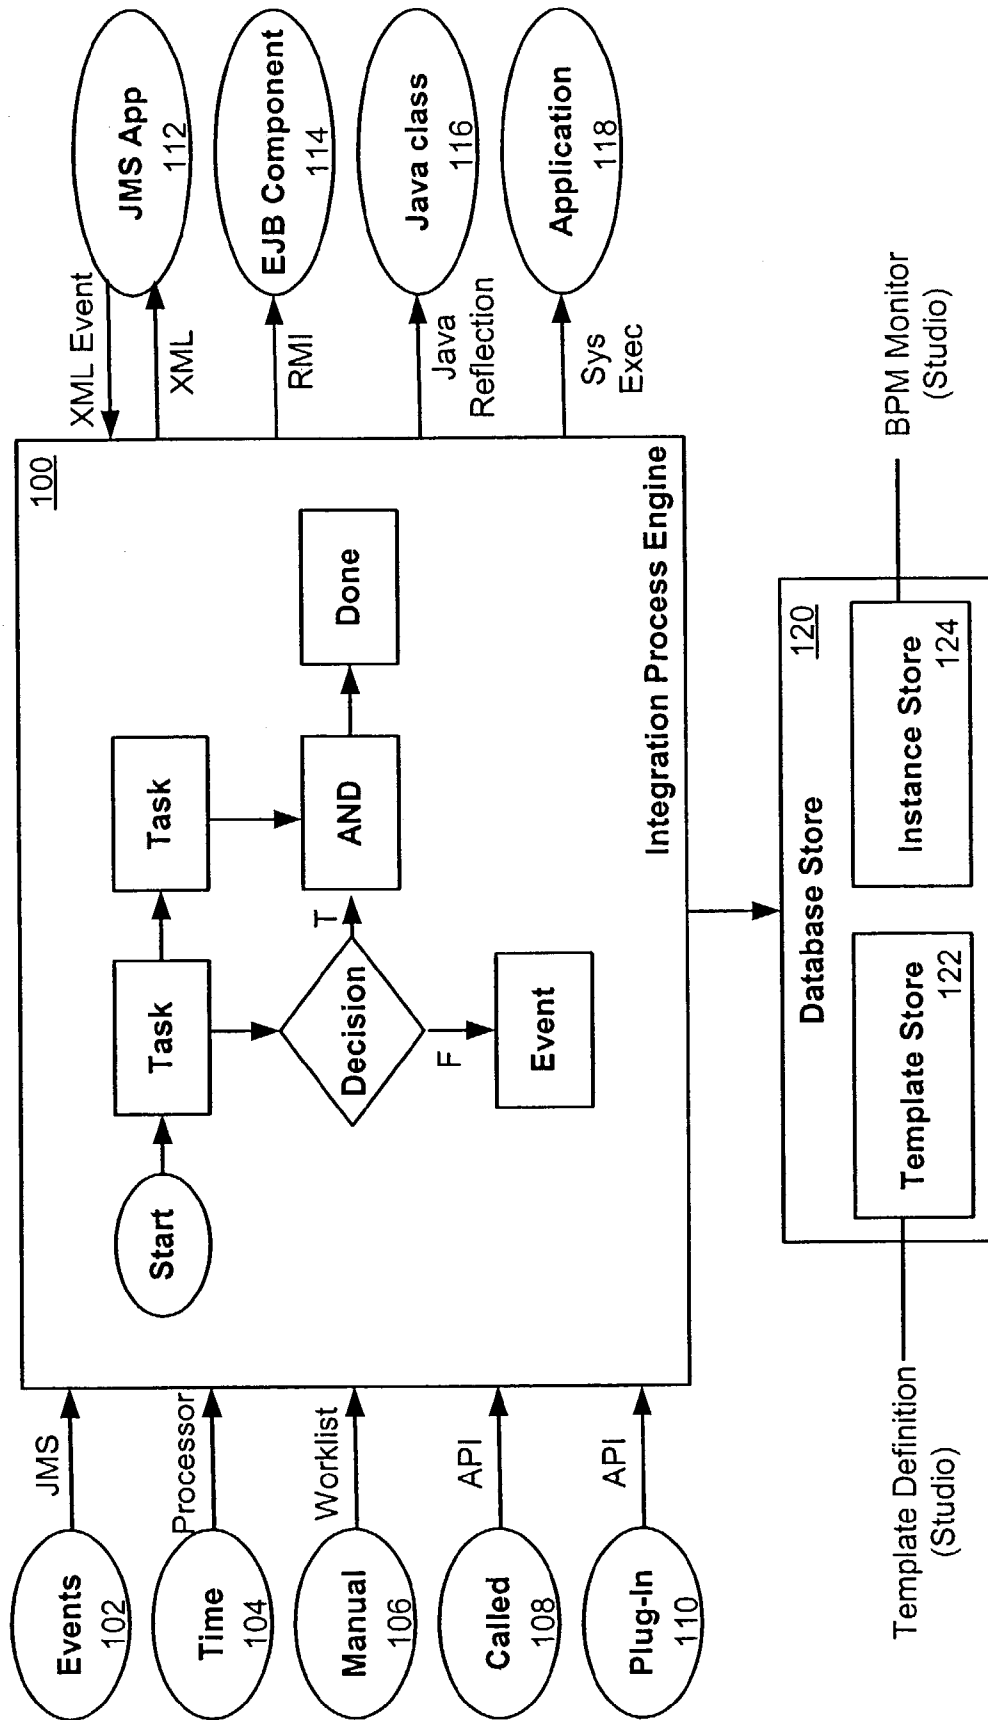 Events
102
JMS
Time
104
Processor
Manual
106
Worklist
Called
108
API
Plug-In
110
API
100
Start
Task
Task
Decision
T
F
AND
Done
Event
Integration Process Engine
XML Event
XML
JMS App
112
RMI
EJB Component
114
Java
Reflection
Java class
116
Sys
Exec
Application
118
Database Store
120
Template Store
122
Instance Store
124
Template Definition
(Studio)
BPM Monitor
(Studio)